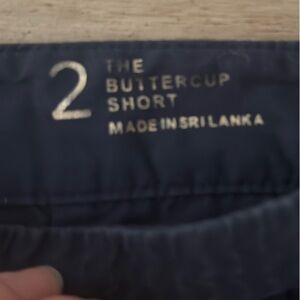 2
THE
BUTTERCUP
SHORT
MADE IN SRI LANKA